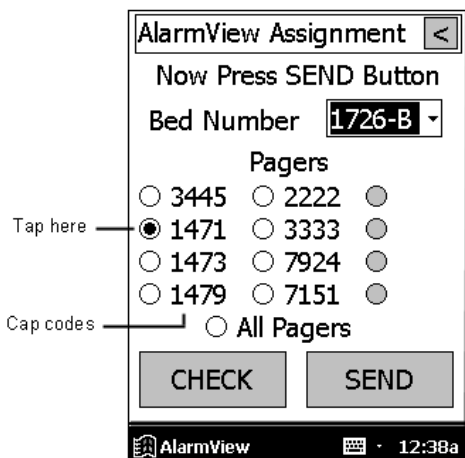 AlarmView Assignment <
Now Press SEND Button
Bed Number 1726-B
Pagers
3445 2222
Tap here 1471 3333
1473 7924
1479 7151
Cap codes All Pagers
CHECK SEND
AlarmView 12:38a